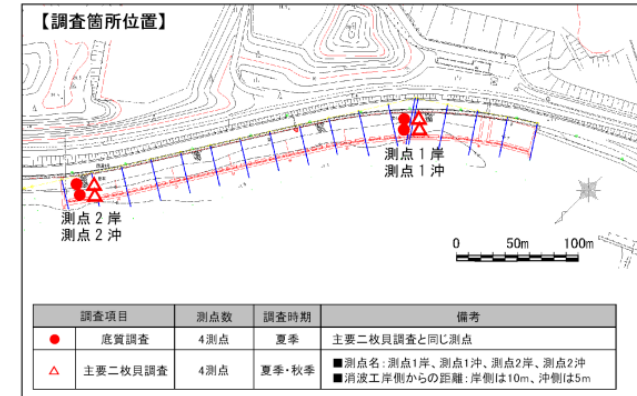 【調査箇所位置】
測点1岸
測点1沖
測点2岸
測点2沖
0 50m 100m
調査項目 測点数 調査時期 備考
● 底質調査 4測点 夏季 主要二枚貝調査と同じ測点
△ 主要二枚貝調査 4測点 夏季・秋季 ■測点名:測点1岸、測点1沖、測点2岸、測点2沖
■消波工岸側からの距離:岸側は10m、沖側は5m